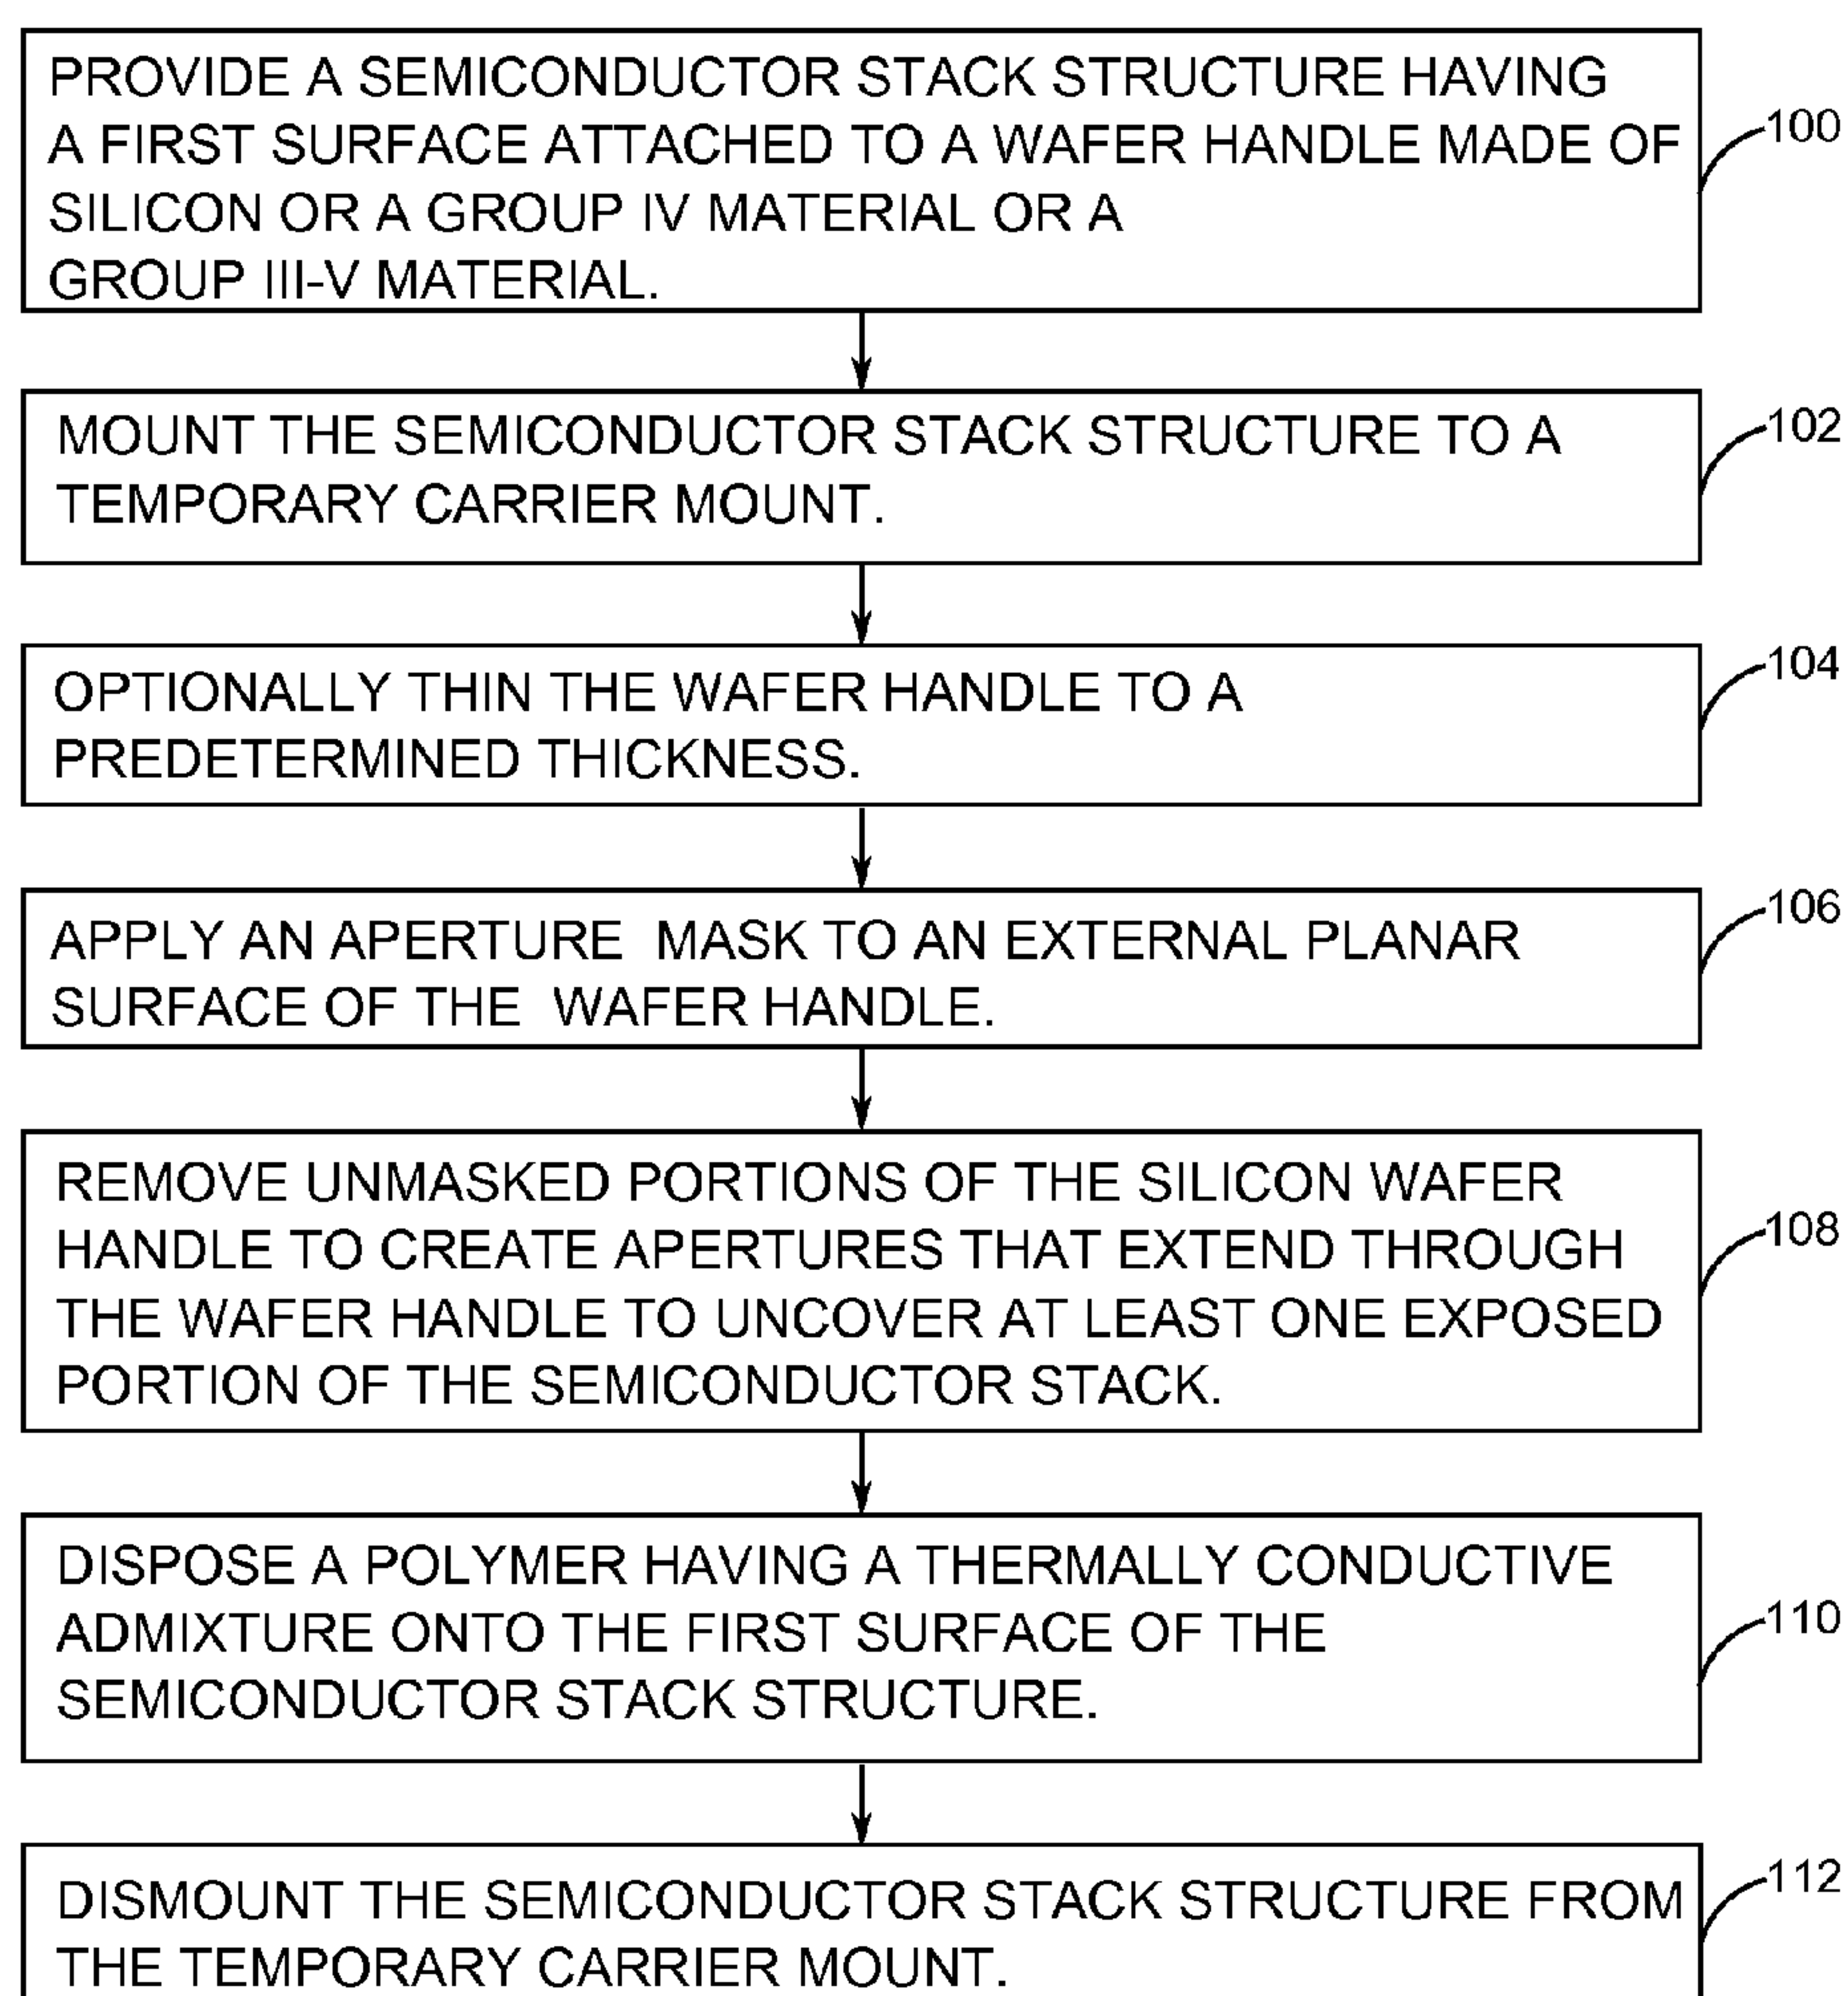 PROVIDE A SEMICONDUCTOR STACK STRUCTURE HAVING
A FIRST SURFACE ATTACHED TO A WAFER HANDLE MADE OF
SILICON OR A GROUP IV MATERIAL OR A
GROUP III-V MATERIAL.
100
MOUNT THE SEMICONDUCTOR STACK STRUCTURE TO A
TEMPORARY CARRIER MOUNT.
102
OPTIONALLY THIN THE WAFER HANDLE TO A
PREDETERMINED THICKNESS.
104
APPLY AN APERTURE MASK TO AN EXTERNAL PLANAR
SURFACE OF THE WAFER HANDLE.
106
REMOVE UNMASKED PORTIONS OF THE SILICON WAFER
HANDLE TO CREATE APERTURES THAT EXTEND THROUGH
THE WAFER HANDLE TO UNCOVER AT LEAST ONE EXPOSED
PORTION OF THE SEMICONDUCTOR STACK.
108
DISPOSE A POLYMER HAVING A THERMALLY CONDUCTIVE
ADMIXTURE ONTO THE FIRST SURFACE OF THE
SEMICONDUCTOR STACK STRUCTURE.
110
DISMOUNT THE SEMICONDUCTOR STACK STRUCTURE FROM
THE TEMPORARY CARRIER MOUNT.
112